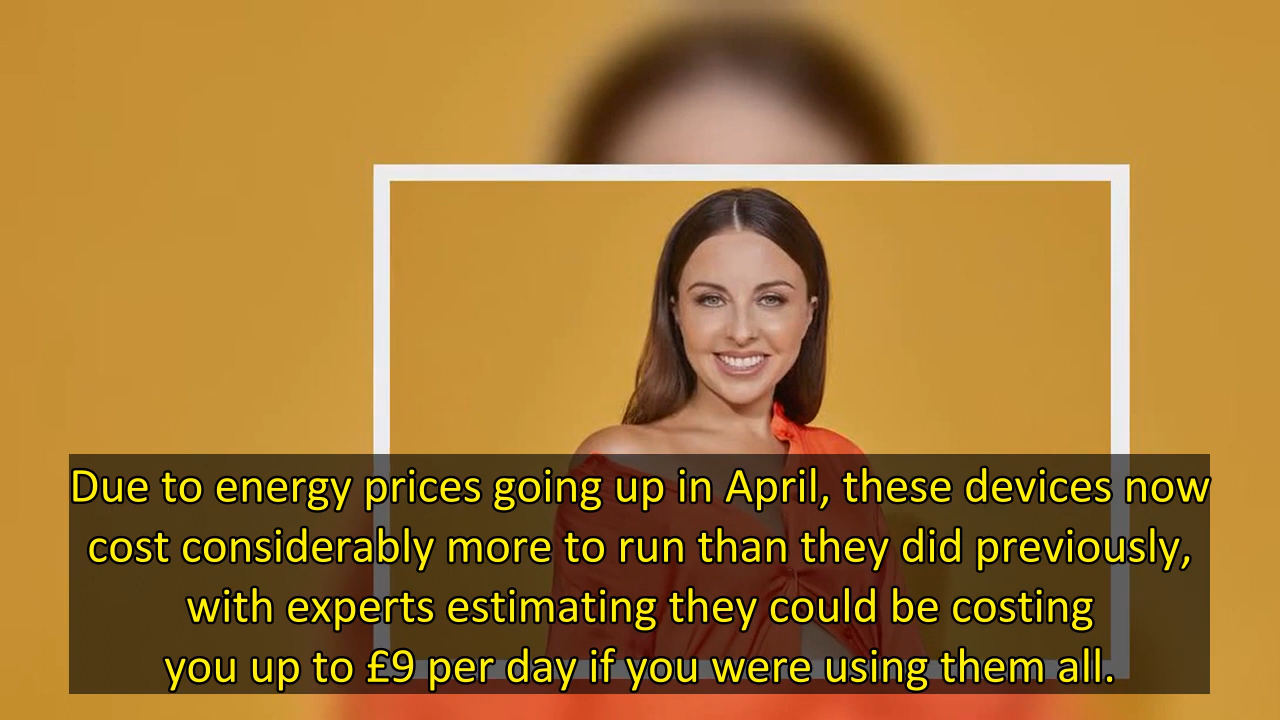 Due to energy prices going up in April, these devices now
cost considerably more to run than they did previously,
with experts estimating they could be costing
you up to £9 per day if you were using them all.